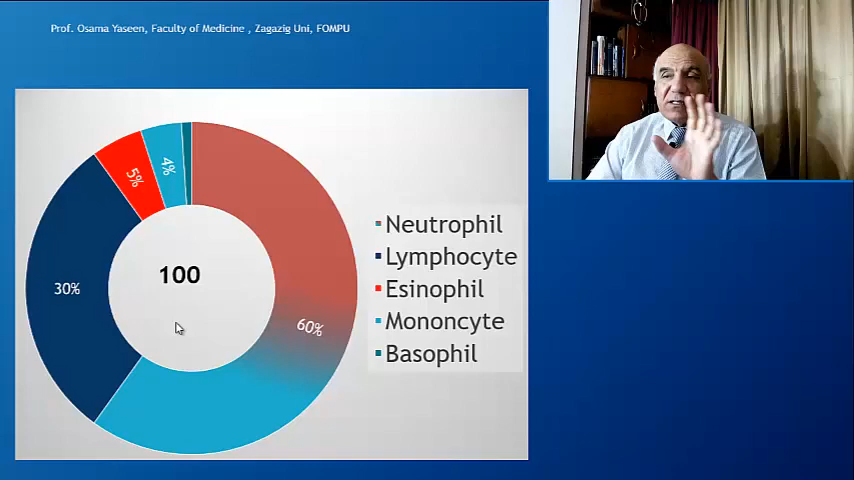 Prof. Osama Yaseen, Faculty of Medicine , Zagazig Uni, FOMPU
5%
4%
100
30%
60%
Neutrophil
Lymphocyte
Esinophil
Mononcyte
Basophil